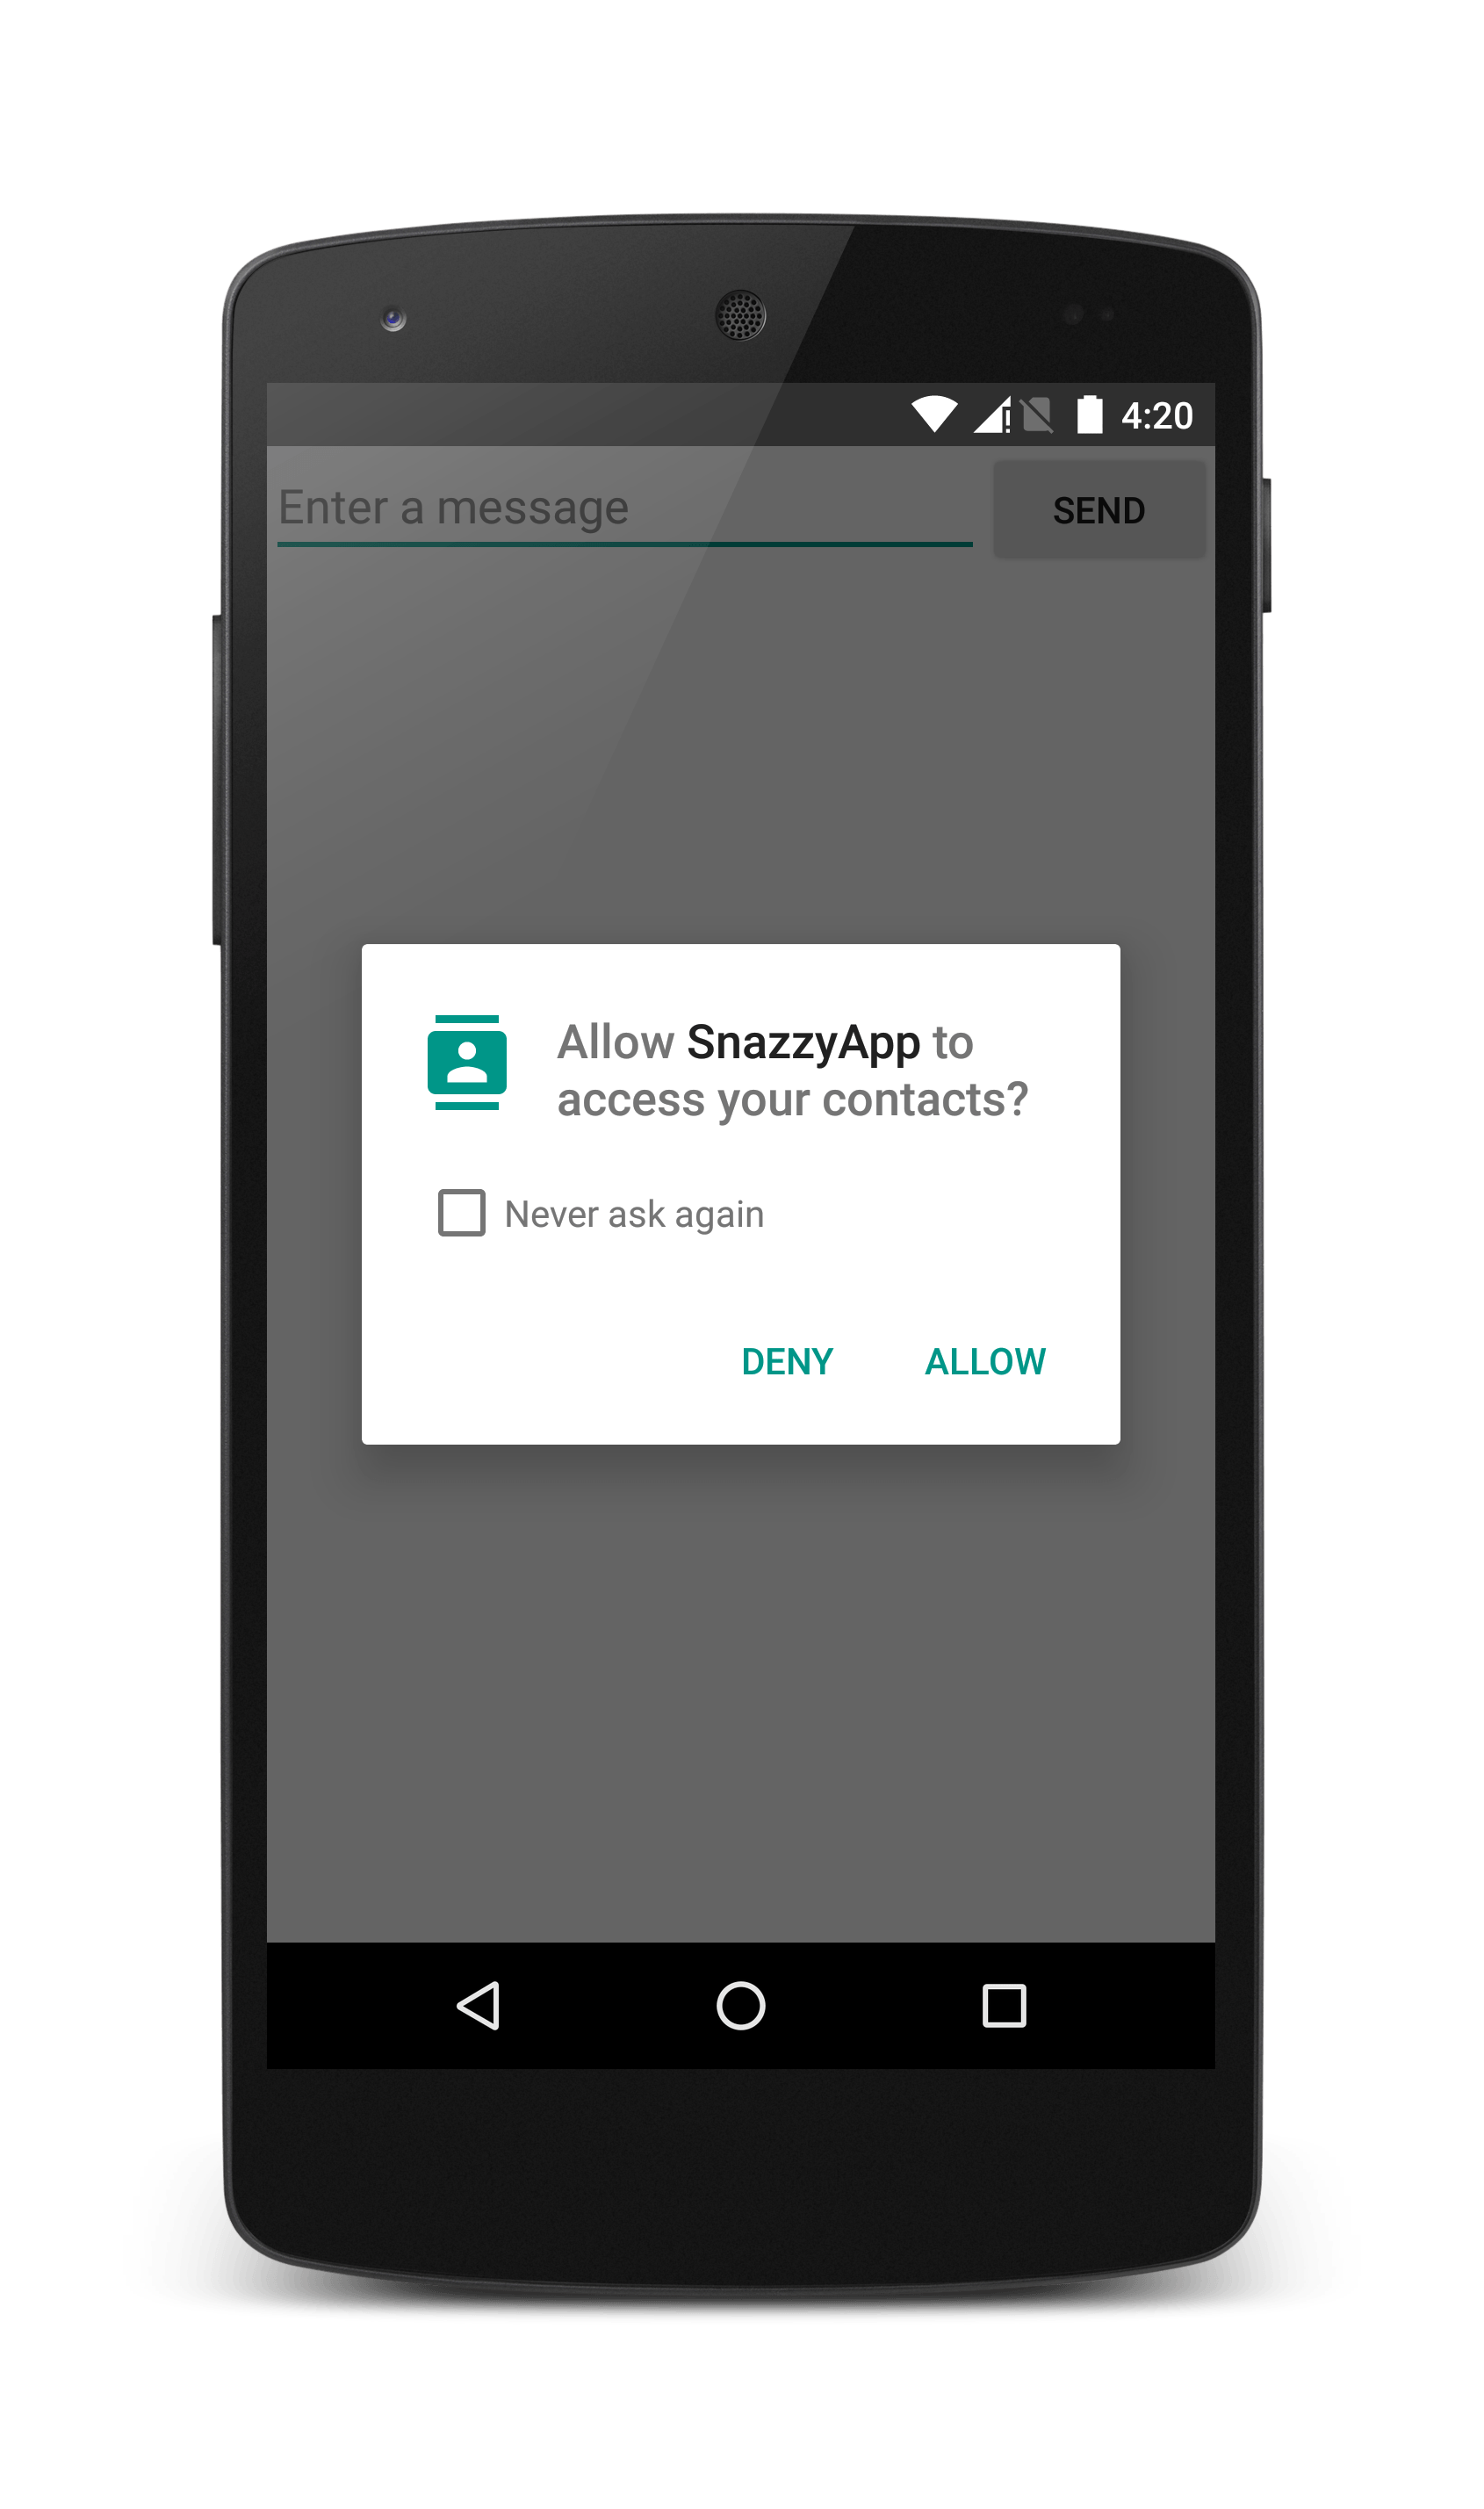 4:20
Enter a message
SEND
Allow SnazzyApp to
access your contacts?
Never ask again
DENY ALLOW